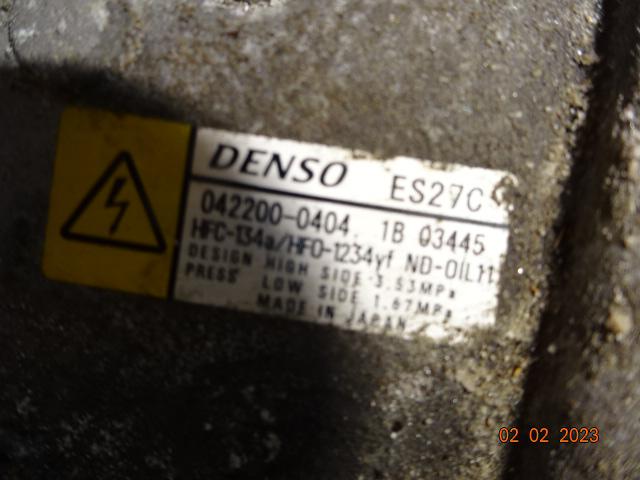 DENSO ES27C
042200-0404 1B Q3445
HFC-134a/HFO-1234yf ND-OIL11
DESIGN HIGH SIDE 3.53MPa
PRESS LOW SIDE 1.67MPa
MADE IN JAPAN
02 02 2023